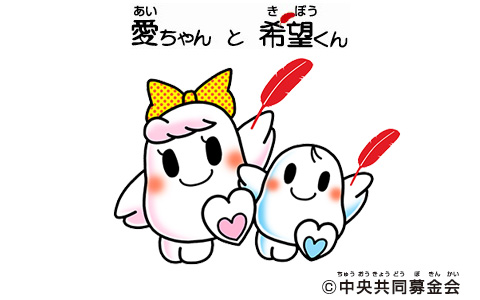 あい き ぼう
愛ちゃん と 希望くん
ちゅう おう きょう どう ぼ きん かい
©中央共同募金会